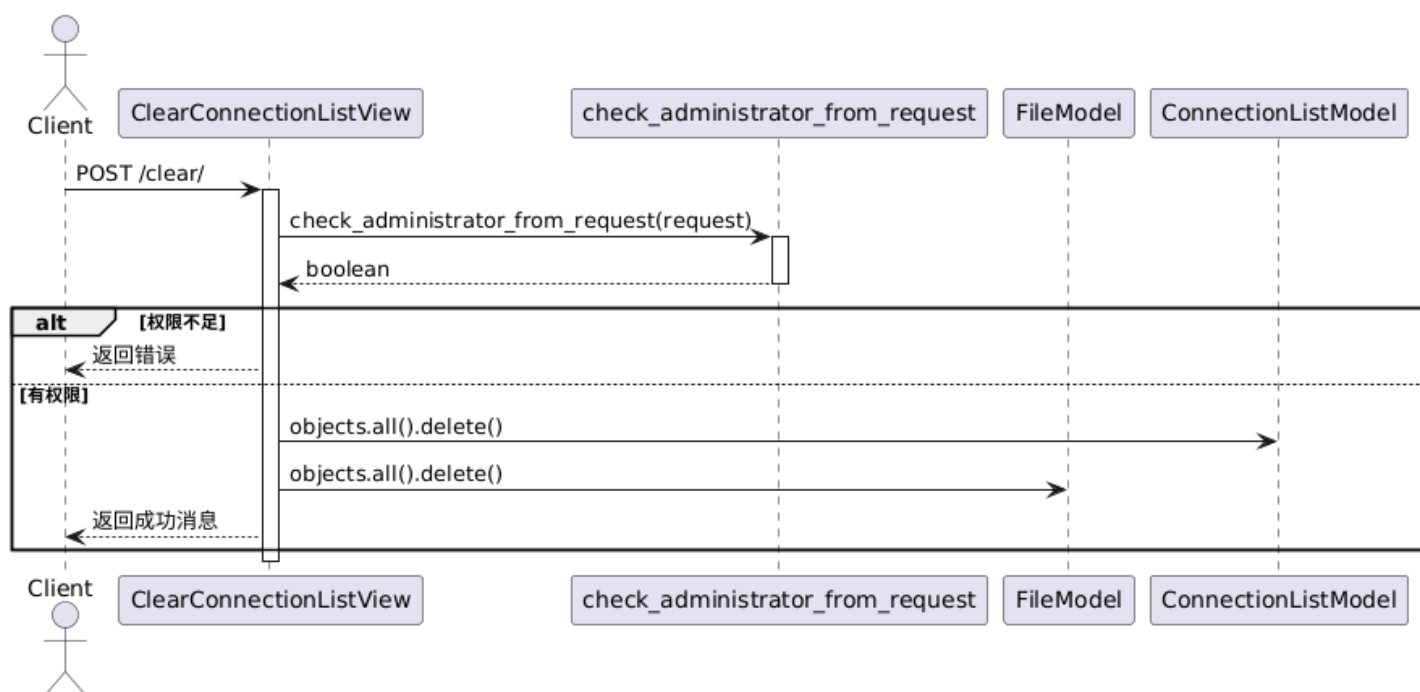 Client
ClearConnectionListView
check_administrator_from_request
FileModel
ConnectionListModel
POST /clear/
check_administrator_from_request(request)
boolean
alt
[权限不足]
返回错误
[有权限]
objects.all().delete()
objects.all().delete()
返回成功消息
Client
ClearConnectionListView
check_administrator_from_request
FileModel
ConnectionListModel